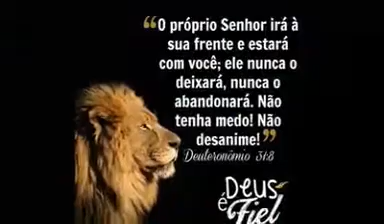 “O próprio Senhor irá à
sua frente e estará
com você; ele nunca o
deixará, nunca o
abandonará. Não
tenha medo! Não
desanime!”
Deuteronômio 31:8
Deus
é
Fiel